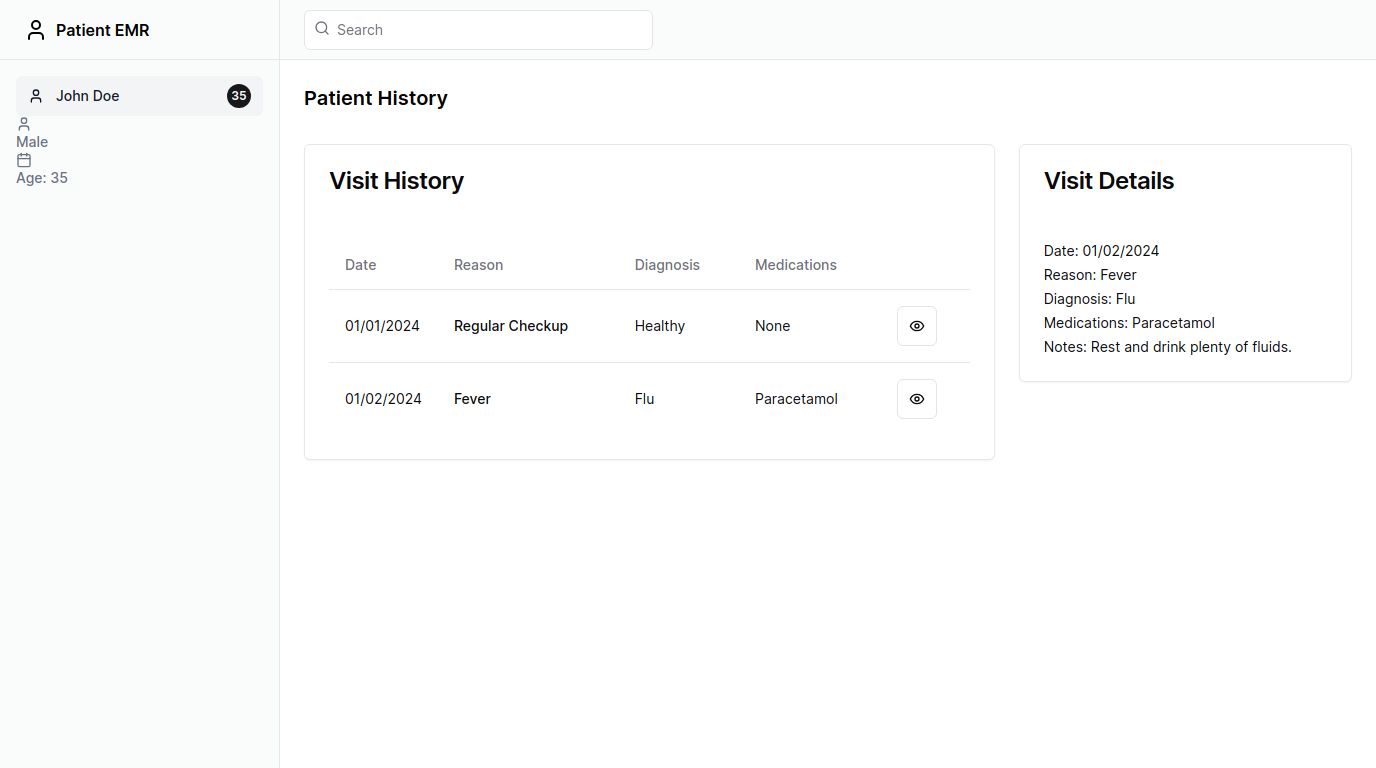 Patient EMR
Search
John Doe 35
Male
Age: 35
Patient History
Visit History
Date Reason Diagnosis Medications
01/01/2024 Regular Checkup Healthy None
01/02/2024 Fever Flu Paracetamol
Visit Details
Date: 01/02/2024
Reason: Fever
Diagnosis: Flu
Medications: Paracetamol
Notes: Rest and drink plenty of fluids.